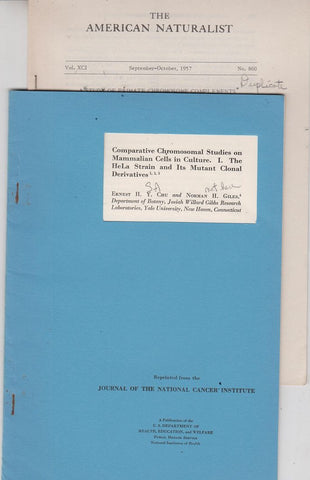 THE
AMERICAN NATURALIST
Vol. XCI September-October, 1957 No. 860
Duplicate
Comparative Chromosomal Studies on
Mammalian Cells in Culture. I. The
HeLa Strain and Its Mutant Clonal
Derivatives 1, 2, 3
Ernest H. Y. Chu and Norman H. Giles,
Department of Botany, Josiah Willard Gibbs Research
Laboratories, Yale University, New Haven, Connecticut
Reprinted from the
JOURNAL OF THE NATIONAL CANCER INSTITUTE
A Publication of the
U. S. DEPARTMENT OF
HEALTH, EDUCATION, AND WELFARE
Public Health Service
National Institutes of Health